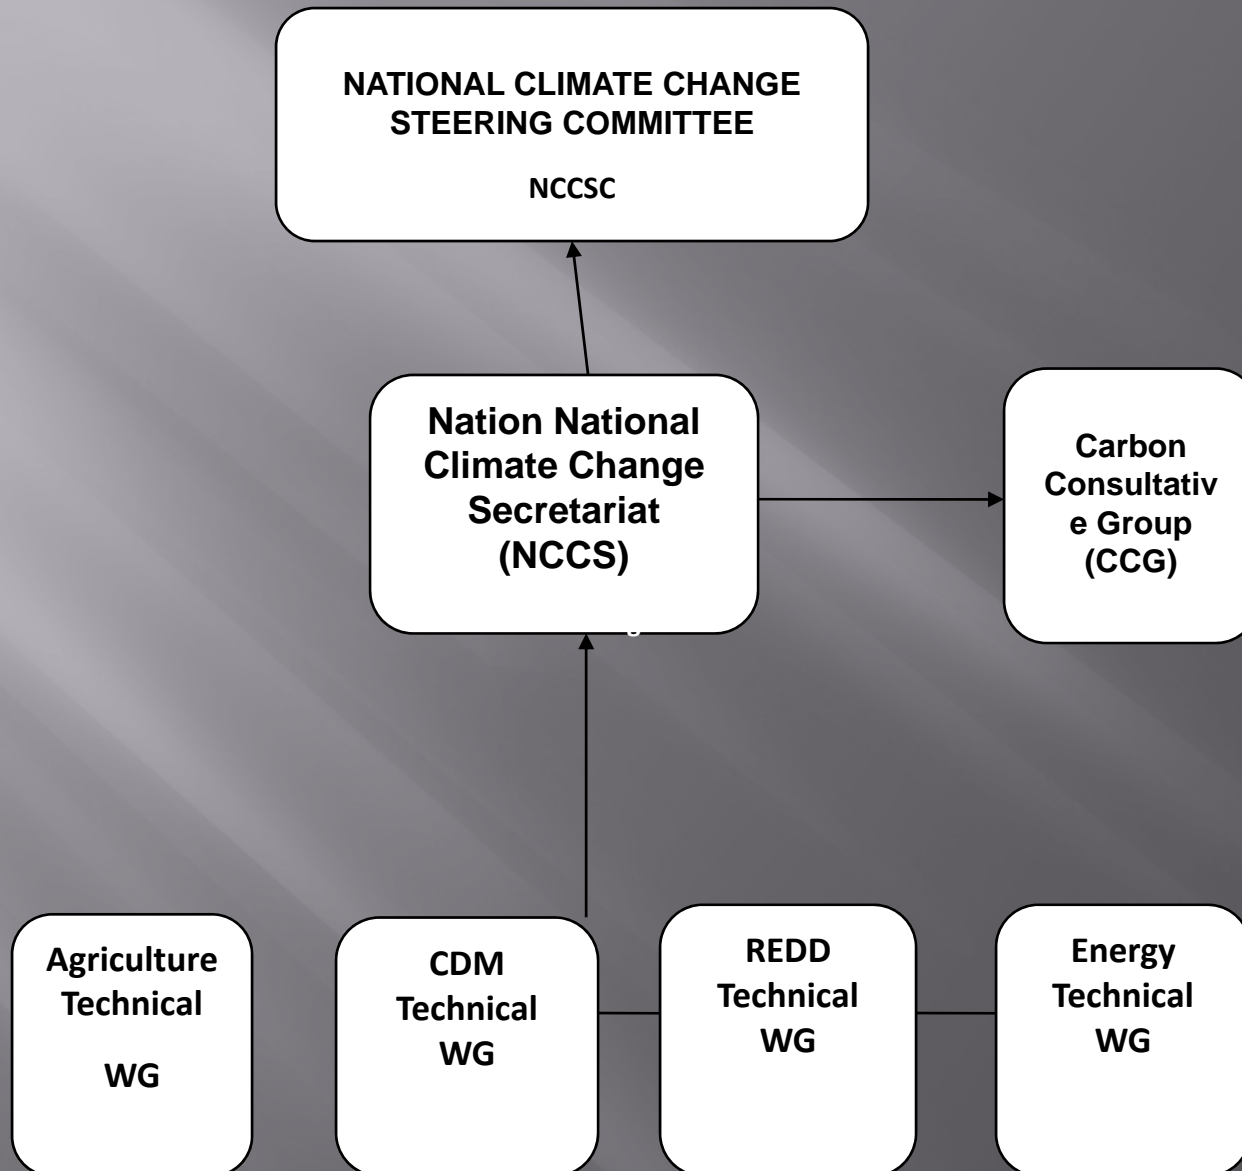 NATIONAL CLIMATE CHANGE
STEERING COMMITTEE
NCCSC
Nation National
Climate Change
Secretariat
(NCCS)
Carbon
Consultativ
e Group
(CCG)
Agriculture
Technical
WG
CDM
Technical
WG
REDD
Technical
WG
Energy
Technical
WG